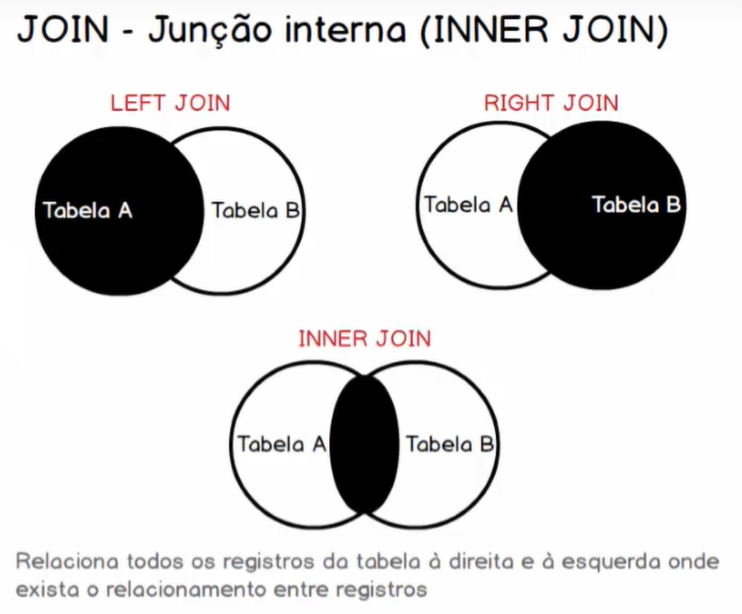 JOIN - Junção interna (INNER JOIN)
LEFT JOIN
RIGHT JOIN
Tabela A
Tabela B
Tabela A
Tabela B
INNER JOIN
Tabela A
Tabela B
Relaciona todos os registros da tabela à direita e à esquerda onde
exista o relacionamento entre registros